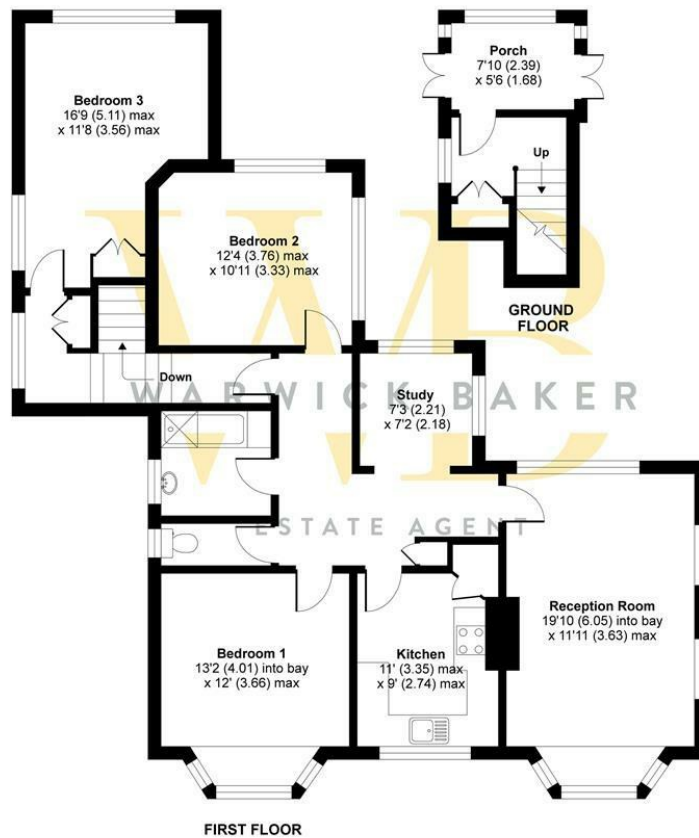 Bedroom 3
16'9 (5.11) max
x 11'8 (3.56) max
Porch
7'10 (2.39)
x 5'6 (1.68)
Up
Bedroom 2
12'4 (3.76) max
x 10'11 (3.33) max
GROUND
FLOOR
Down
Study
7'3 (2.21)
x 7'2 (2.18)
WB
WARWICK BAKER
ESTATE AGENT
Bedroom 1
13'2 (4.01) into bay
x 12' (3.66) max
Kitchen
11' (3.35) max
x 9' (2.74) max
Reception Room
19'10 (6.05) into bay
x 11'11 (3.63) max
FIRST FLOOR